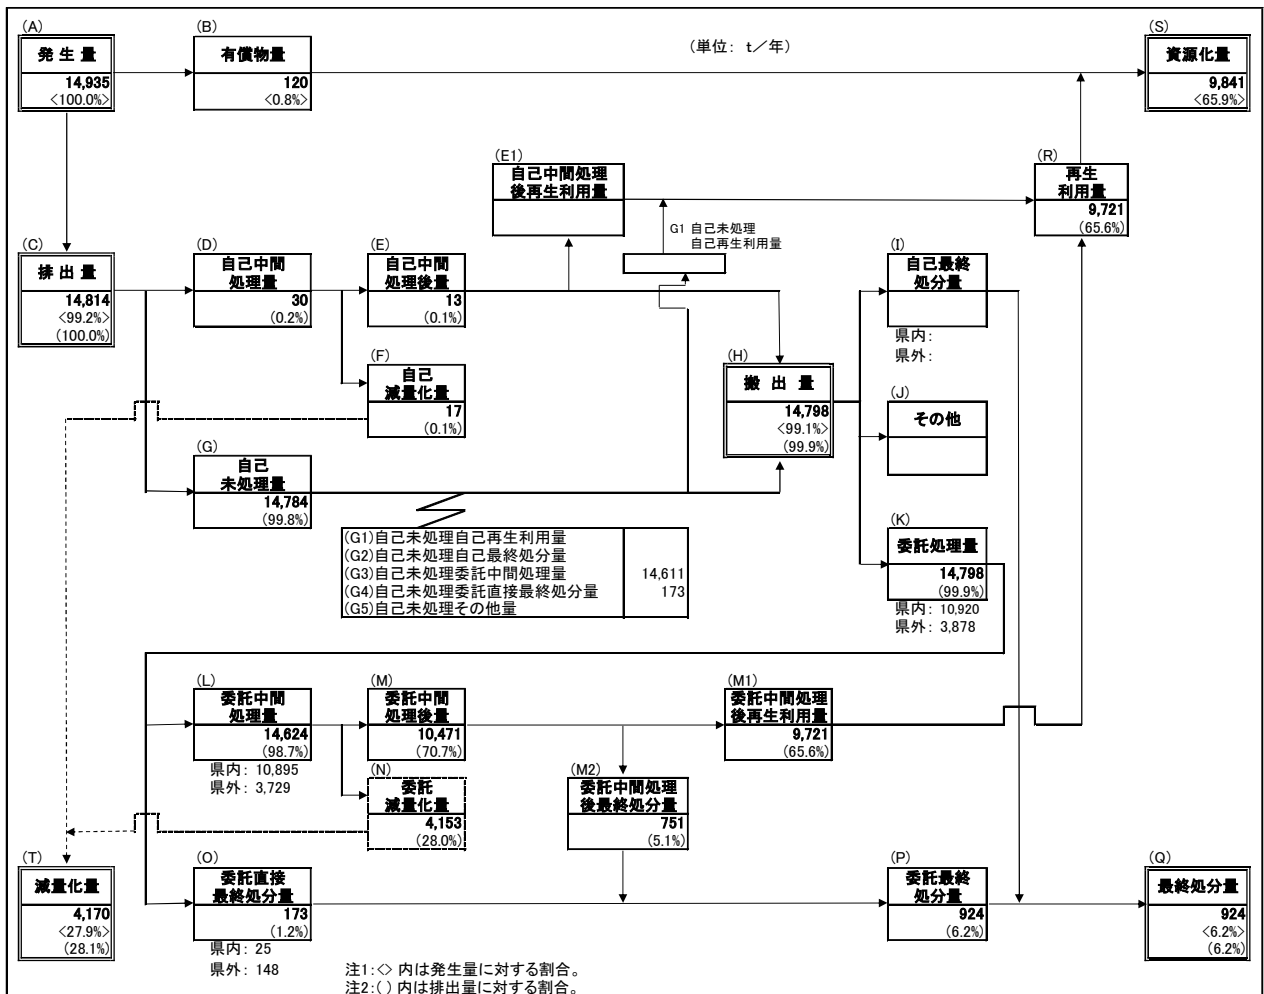 (A)
発 生 量
14,935
<100.0%>
(B)
有償物量
120
<0.8%>
(単位: t/年)
(S)
資源化量
9,841
<65.9%>
(E1)
自己中間処理
後再生利用量
(R)
再生
利用量
9,721
(65.6%)
G1 自己未処理
自己再生利用量
(C)
排 出 量
14,814
<99.2%>
(100.0%)
(D)
自己中間
処理量
30
(0.2%)
(E)
自己中間
処理後量
13
(0.1%)
(I)
自己最終
処分量
県内:
県外:
(F)
自己
減量化量
17
(0.1%)
(H)
搬 出 量
14,798
<99.1%>
(99.9%)
(J)
その他
(G)
自己
未処理量
14,784
(99.8%)
(G1)自己未処理自己再生利用量
(G2)自己未処理自己最終処分量
(G3)自己未処理委託中間処理量 14,611
(G4)自己未処理委託直接最終処分量 173
(G5)自己未処理その他量
(K)
委託処理量
14,798
(99.9%)
県内: 10,920
県外: 3,878
(L)
委託中間
処理量
14,624
(98.7%)
県内: 10,895
県外: 3,729
(M)
委託中間
処理後量
10,471
(70.7%)
(M1)
委託中間処理
後再生利用量
9,721
(65.6%)
(N)
委託
減量化量
4,153
(28.0%)
(M2)
委託中間処理
後最終処分量
751
(5.1%)
(T)
減量化量
4,170
<27.9%>
(28.1%)
(O)
委託直接
最終処分量
173
(1.2%)
県内: 25
県外: 148
(P)
委託最終
処分量
924
(6.2%)
(Q)
最終処分量
924
<6.2%>
(6.2%)
注1:<> 内は発生量に対する割合。
注2:( ) 内は排出量に対する割合。